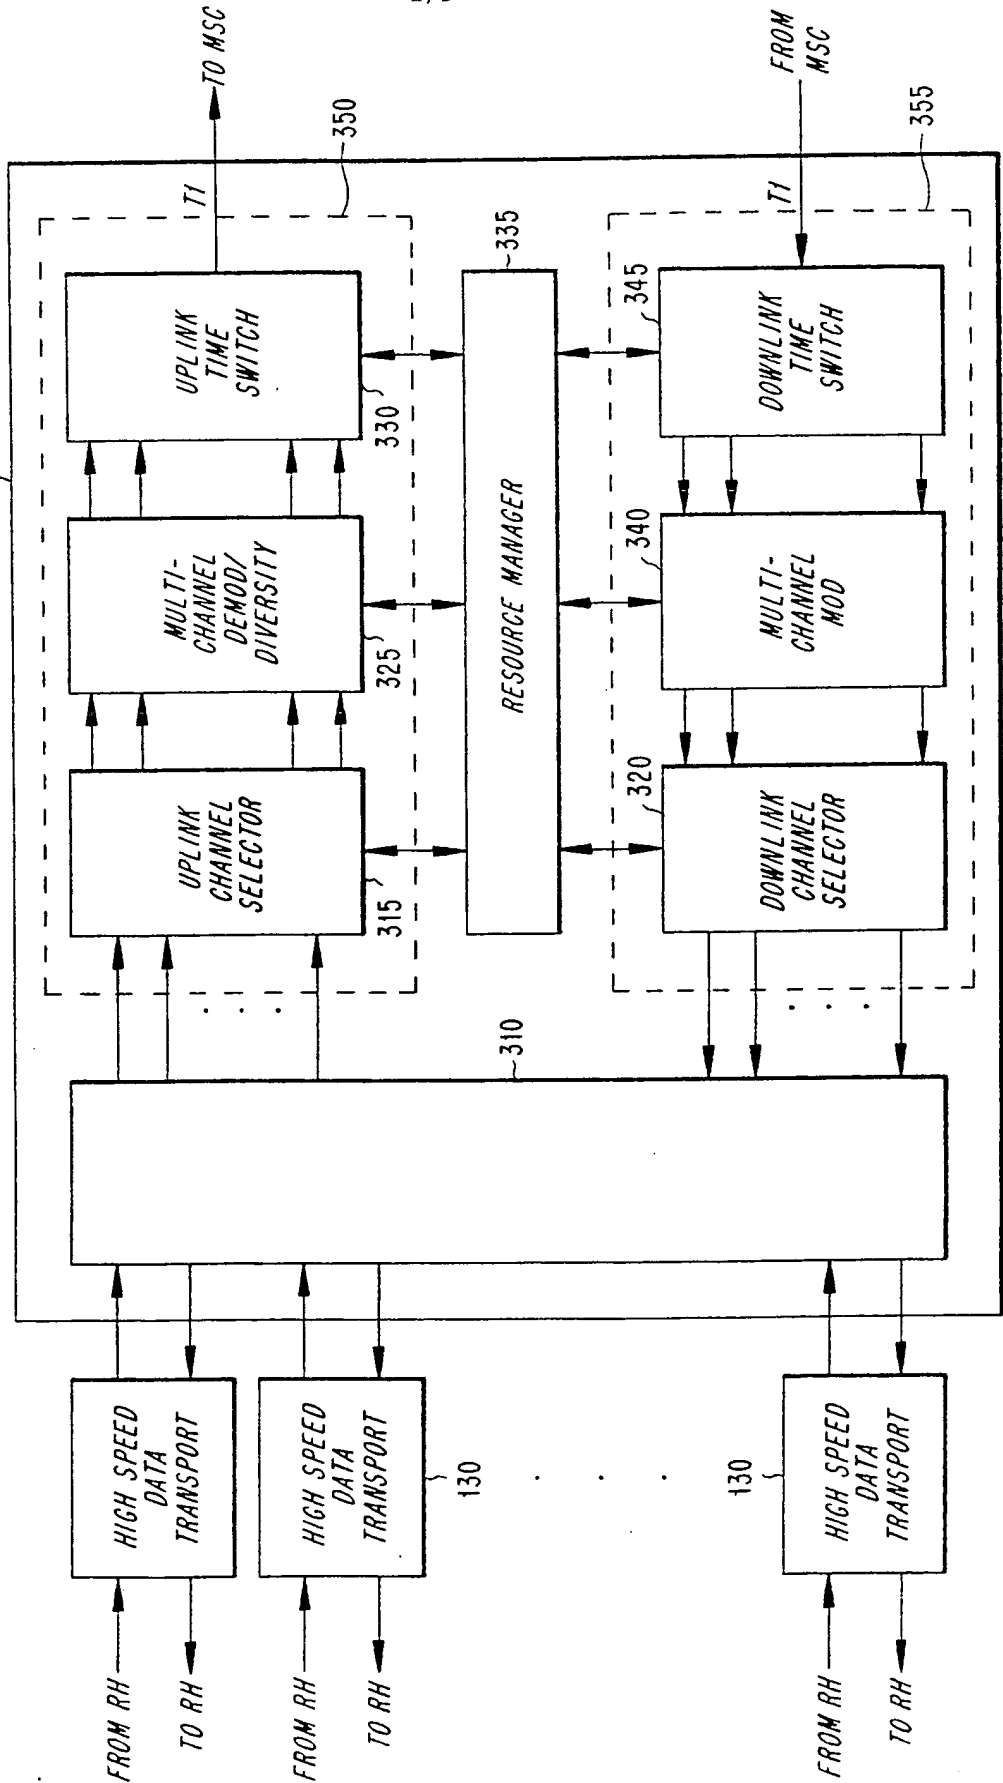 FROM RH
TO RH
HIGH SPEED
DATA
TRANSPORT
FROM RH
TO RH
HIGH SPEED
DATA
TRANSPORT
130
FROM RH
TO RH
HIGH SPEED
DATA
TRANSPORT
130
310
UPLINK
CHANNEL
SELECTOR
315
MULTI-
CHANNEL
DEMOD/
DIVERSITY
325
UPLINK
TIME
SWITCH
330
T1
TO MSC
350
RESOURCE MANAGER
335
DOWNLINK
CHANNEL
SELECTOR
320
MULTI-
CHANNEL
MOD
340
DOWNLINK
TIME
SWITCH
345
T1
FROM
MSC
355